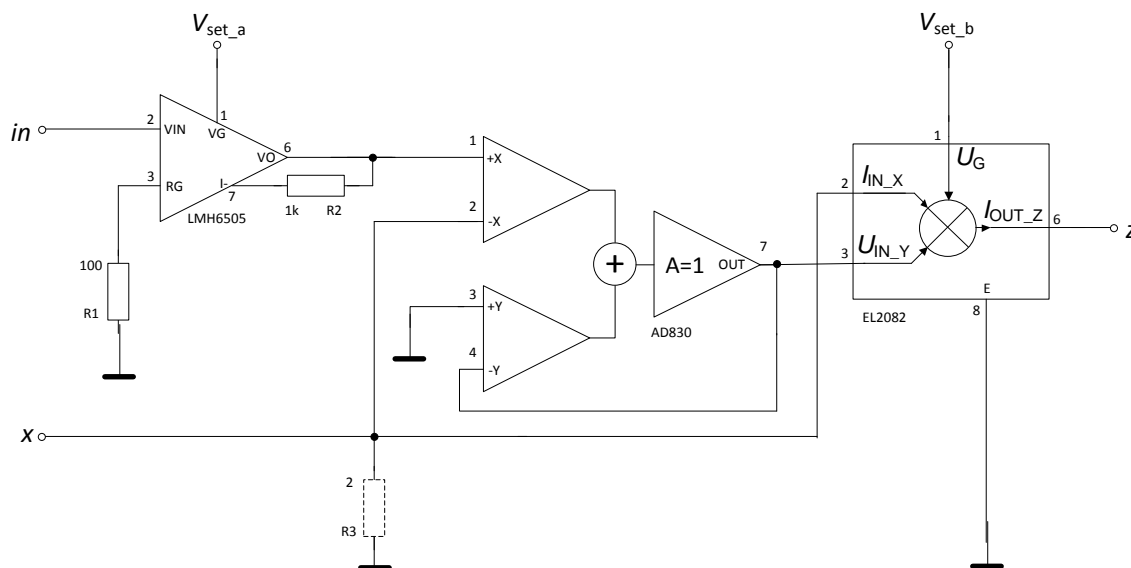 V_set_a
V_set_b
in
2
VIN
1
VG
VO
6
3
RG
I-
7
LMH6505
1k
R2
100
R1
1
+X
2
-X
+
3
+Y
4
-Y
A=1
OUT
7
AD830
1
U_G
2
I_IN_X
3
U_IN_Y
I_OUT_Z
6
z
E
8
EL2082
x
2
R3